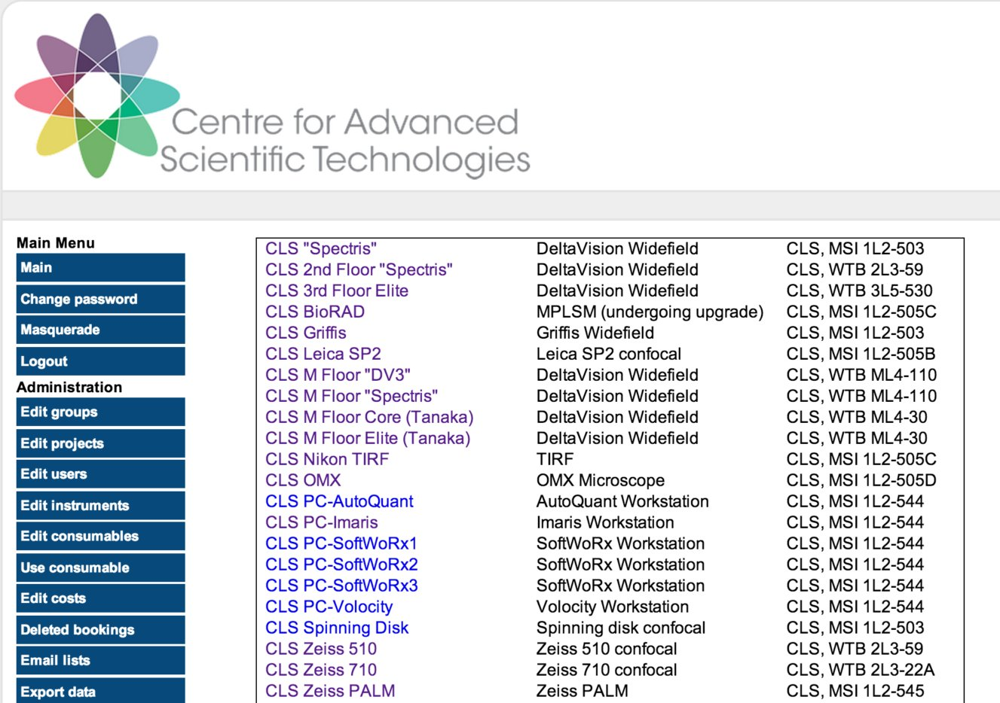 Centre for Advanced
Scientific Technologies
Main Menu
Main
Change password
Masquerade
Logout
Administration
Edit groups
Edit projects
Edit users
Edit instruments
Edit consumables
Use consumable
Edit costs
Deleted bookings
Email lists
Export data
CLS "Spectris" DeltaVision Widefield CLS, MSI 1L2-503
CLS 2nd Floor "Spectris" DeltaVision Widefield CLS, WTB 2L3-59
CLS 3rd Floor Elite DeltaVision Widefield CLS, WTB 3L5-530
CLS BioRAD MPLSM (undergoing upgrade) CLS, MSI 1L2-505C
CLS Griffis Griffis Widefield CLS, MSI 1L2-503
CLS Leica SP2 Leica SP2 confocal CLS, MSI 1L2-505B
CLS M Floor "DV3" DeltaVision Widefield CLS, WTB ML4-110
CLS M Floor "Spectris" DeltaVision Widefield CLS, WTB ML4-110
CLS M Floor Core (Tanaka) DeltaVision Widefield CLS, WTB ML4-30
CLS M Floor Elite (Tanaka) DeltaVision Widefield CLS, WTB ML4-30
CLS Nikon TIRF TIRF CLS, MSI 1L2-505C
CLS OMX OMX Microscope CLS, MSI 1L2-505D
CLS PC-AutoQuant AutoQuant Workstation CLS, MSI 1L2-544
CLS PC-Imaris Imaris Workstation CLS, MSI 1L2-544
CLS PC-SoftWoRx1 SoftWoRx Workstation CLS, MSI 1L2-544
CLS PC-SoftWoRx2 SoftWoRx Workstation CLS, MSI 1L2-544
CLS PC-SoftWoRx3 SoftWoRx Workstation CLS, MSI 1L2-544
CLS PC-Volocity Volocity Workstation CLS, MSI 1L2-544
CLS Spinning Disk Spinning disk confocal CLS, MSI 1L2-503
CLS Zeiss 510 Zeiss 510 confocal CLS, WTB 2L3-59
CLS Zeiss 710 Zeiss 710 confocal CLS, WTB 2L3-22A
CLS Zeiss PALM Zeiss PALM CLS, MSI 1L2-545